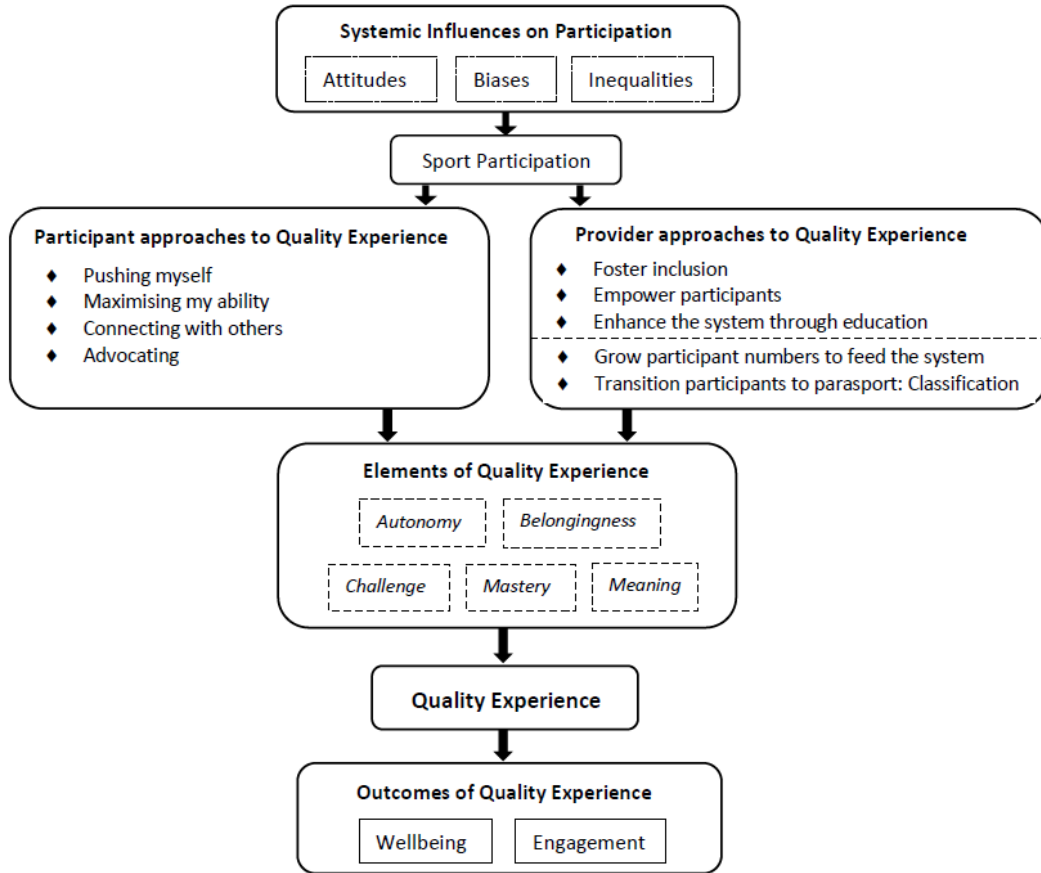 Systemic Influences on Participation
Attitudes
Biases
Inequalities
Sport Participation
Participant approaches to Quality Experience
♦ Pushing myself
♦ Maximising my ability
♦ Connecting with others
♦ Advocating
Provider approaches to Quality Experience
♦ Foster inclusion
♦ Empower participants
♦ Enhance the system through education
♦ Grow participant numbers to feed the system
♦ Transition participants to parasport: Classification
Elements of Quality Experience
Autonomy
Belongingness
Challenge
Mastery
Meaning
Quality Experience
Outcomes of Quality Experience
Wellbeing
Engagement